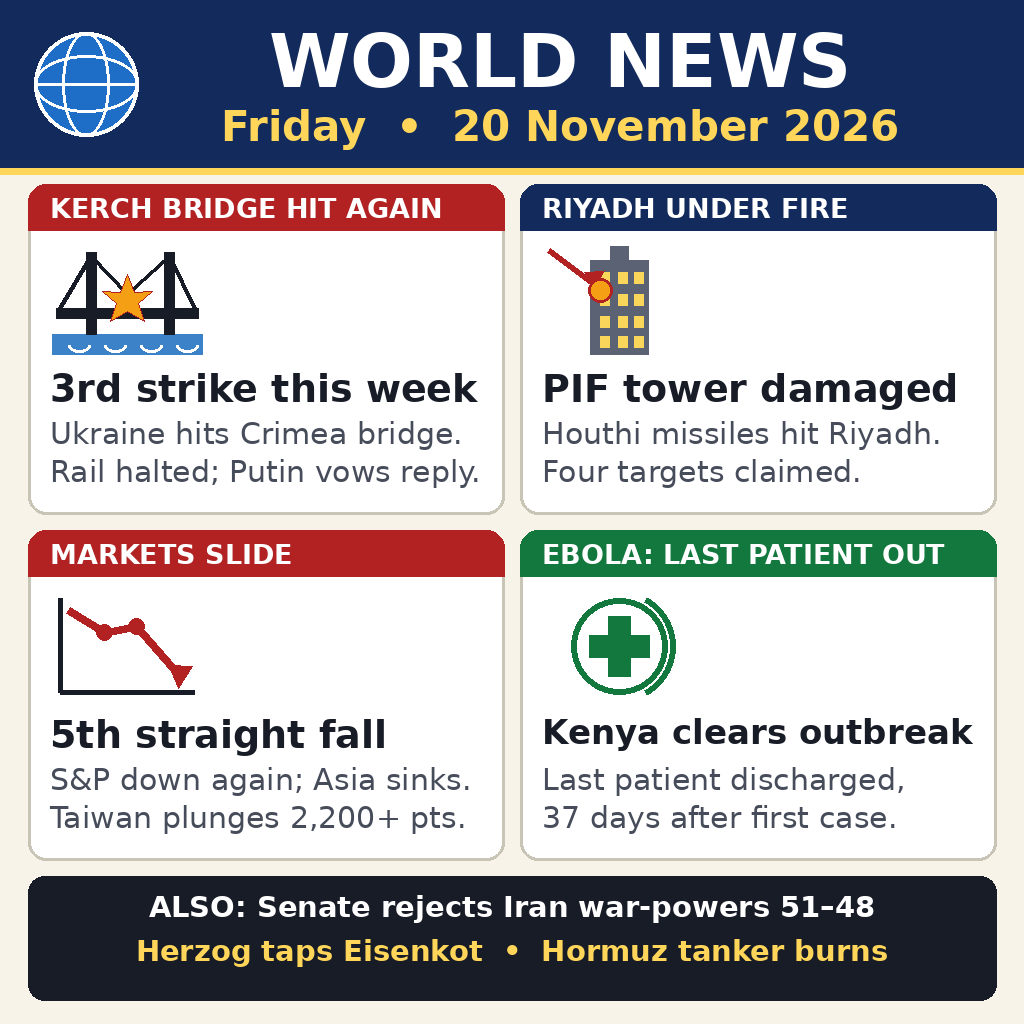 WORLD NEWS
Friday • 20 November 2026
KERCH BRIDGE HIT AGAIN
3rd strike this week
Ukraine hits Crimea bridge.
Rail halted; Putin vows reply.
RIYADH UNDER FIRE
PIF tower damaged
Houthi missiles hit Riyadh.
Four targets claimed.
MARKETS SLIDE
5th straight fall
S&P down again; Asia sinks.
Taiwan plunges 2,200+ pts.
EBOLA: LAST PATIENT OUT
Kenya clears outbreak
Last patient discharged,
37 days after first case.
ALSO: Senate rejects Iran war-powers 51–48
Herzog taps Eisenkot • Hormuz tanker burns